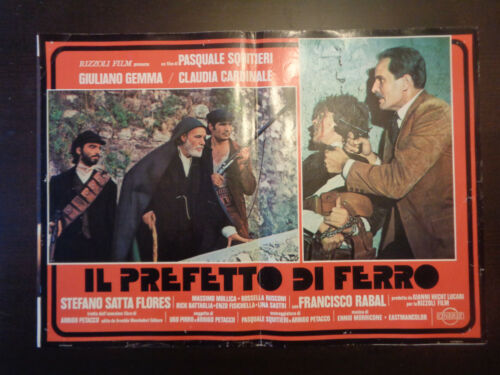 RIZZOLI FILM presenta un film di PASQUALE SQUITIERI
GIULIANO GEMMA / CLAUDIA CARDINALE
IL PREFETTO DI FERRO
STEFANO SATTA FLORES MASSIMO MOLLICA · ROSSELLA RUSCONI
RICK BATTAGLIA · ENZO FISICHELLA · LINA SASTRI con FRANCISCO RABAL prodotto da GIANNI HECHT LUCARI
per la RIZZOLI FILM
tratto dall'omonimo libro di
ARRIGO PETACCO edito da Arnoldo Mondadori Editore
soggetto di
UGO PIRRO e ARRIGO PETACCO
sceneggiatura di
PASQUALE SQUITIERI e ARRIGO PETACCO
musica di
ENNIO MORRICONE · EASTMANCOLOR
CINERIZ